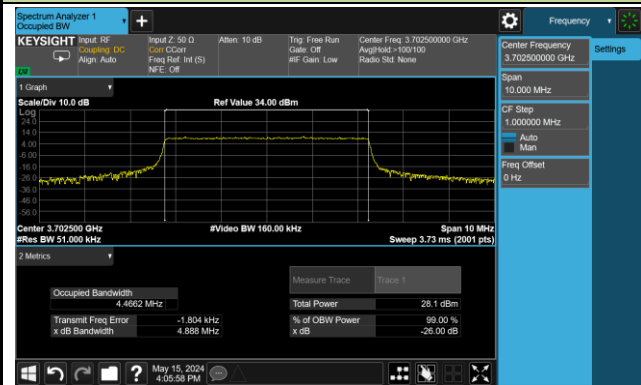 Spectrum Analyzer 1
Occupied BW
Frequency
KEYSIGHT
Input: RF
Coupling: DC
Align: Auto
Input Z: 50 Ω
Corr CCorr
Freq Ref: Int (S)
NFE: Off
Atten: 10 dB
Trig: Free Run
Gate: Off
#IF Gain: Low
Center Freq: 3.702500000 GHz
Avg|Hold:>100/100
Radio Std: None
Center Frequency
3.702500000 GHz
Settings
Span
10.000 MHz
CF Step
1.000000 MHz
Auto
Man
Freq Offset
0 Hz
1 Graph
Scale/Div 10.0 dB
Ref Value 34.00 dBm
Log
24.0
14.0
4.00
-6.00
-16.0
-26.0
-36.0
-46.0
-56.0
Center 3.702500 GHz
#Video BW 160.00 kHz
Span 10 MHz
#Res BW 51.000 kHz
Sweep 3.73 ms (2001 pts)
2 Metrics
Measure Trace
Trace 1
Occupied Bandwidth
4.4662 MHz
Total Power
28.1 dBm
Transmit Freq Error
-1.804 kHz
% of OBW Power
99.00 %
x dB Bandwidth
4.888 MHz
x dB
-26.00 dB
May 15, 2024
4:05:58 PM